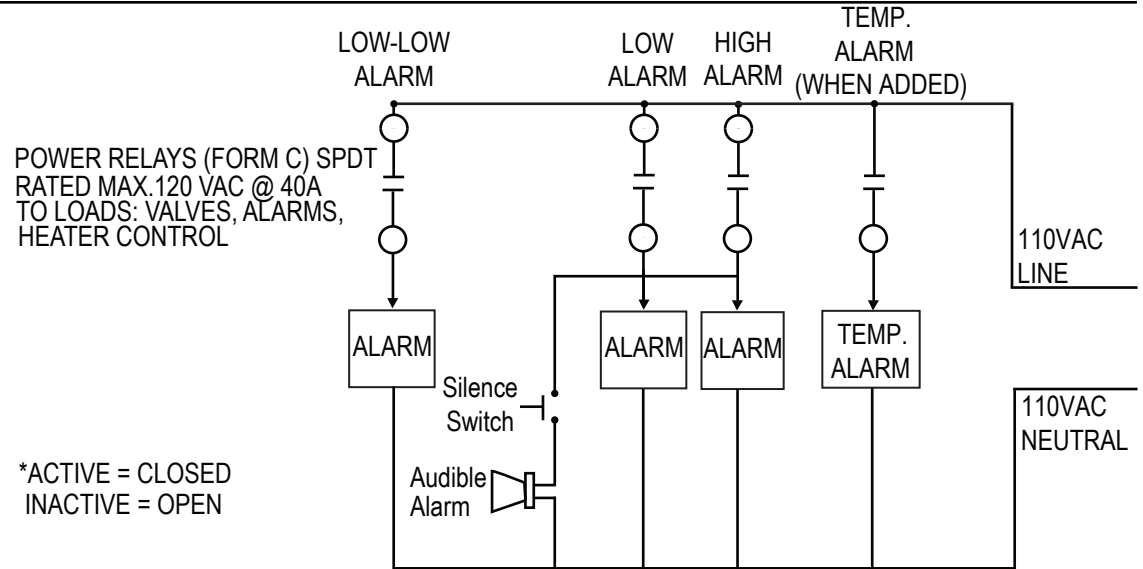 LOW-LOW
ALARM
LOW
ALARM
HIGH
ALARM
TEMP.
ALARM
(WHEN ADDED)
POWER RELAYS (FORM C) SPDT
RATED MAX.120 VAC @ 40A
TO LOADS: VALVES, ALARMS,
HEATER CONTROL
110VAC
LINE
ALARM
ALARM
ALARM
TEMP.
ALARM
Silence
Switch
110VAC
NEUTRAL
*ACTIVE = CLOSED
INACTIVE = OPEN
Audible
Alarm